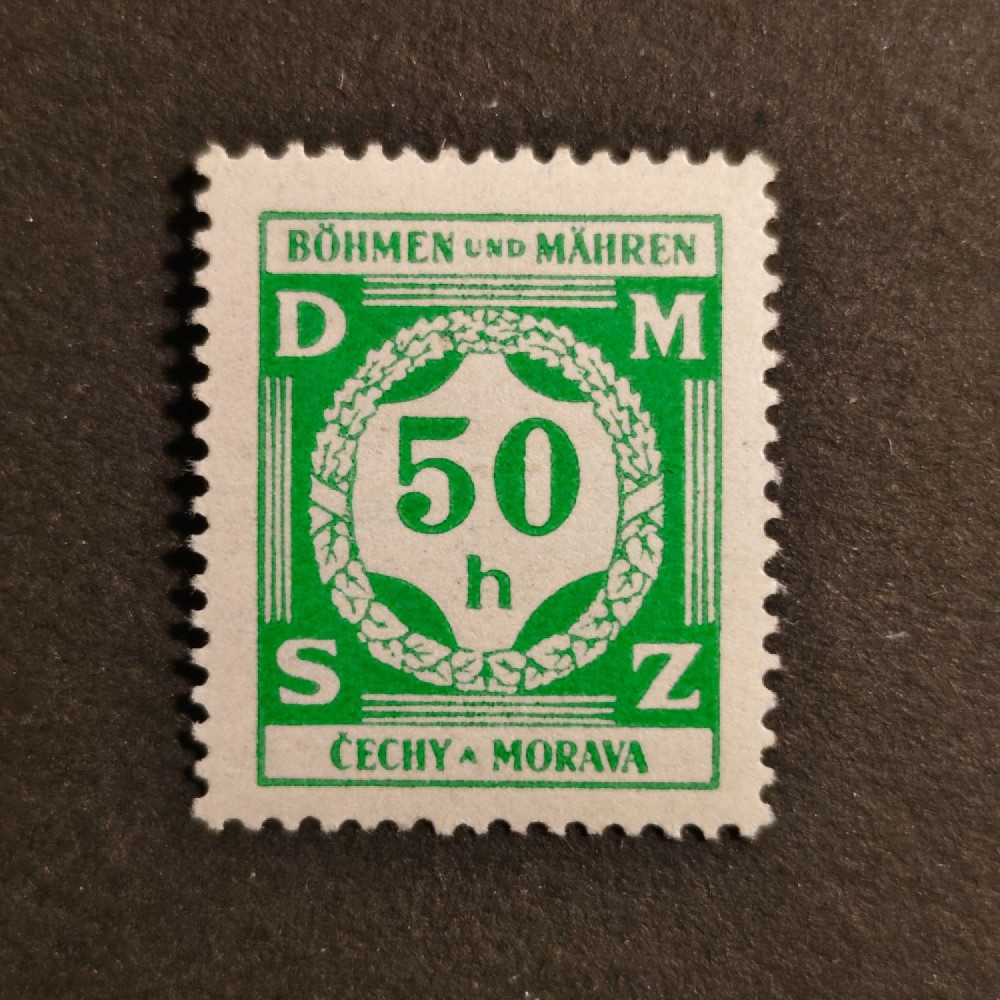 BÖHMEN UND MÄHREN
D M
50
h
S Z
ČECHY A MORAVA